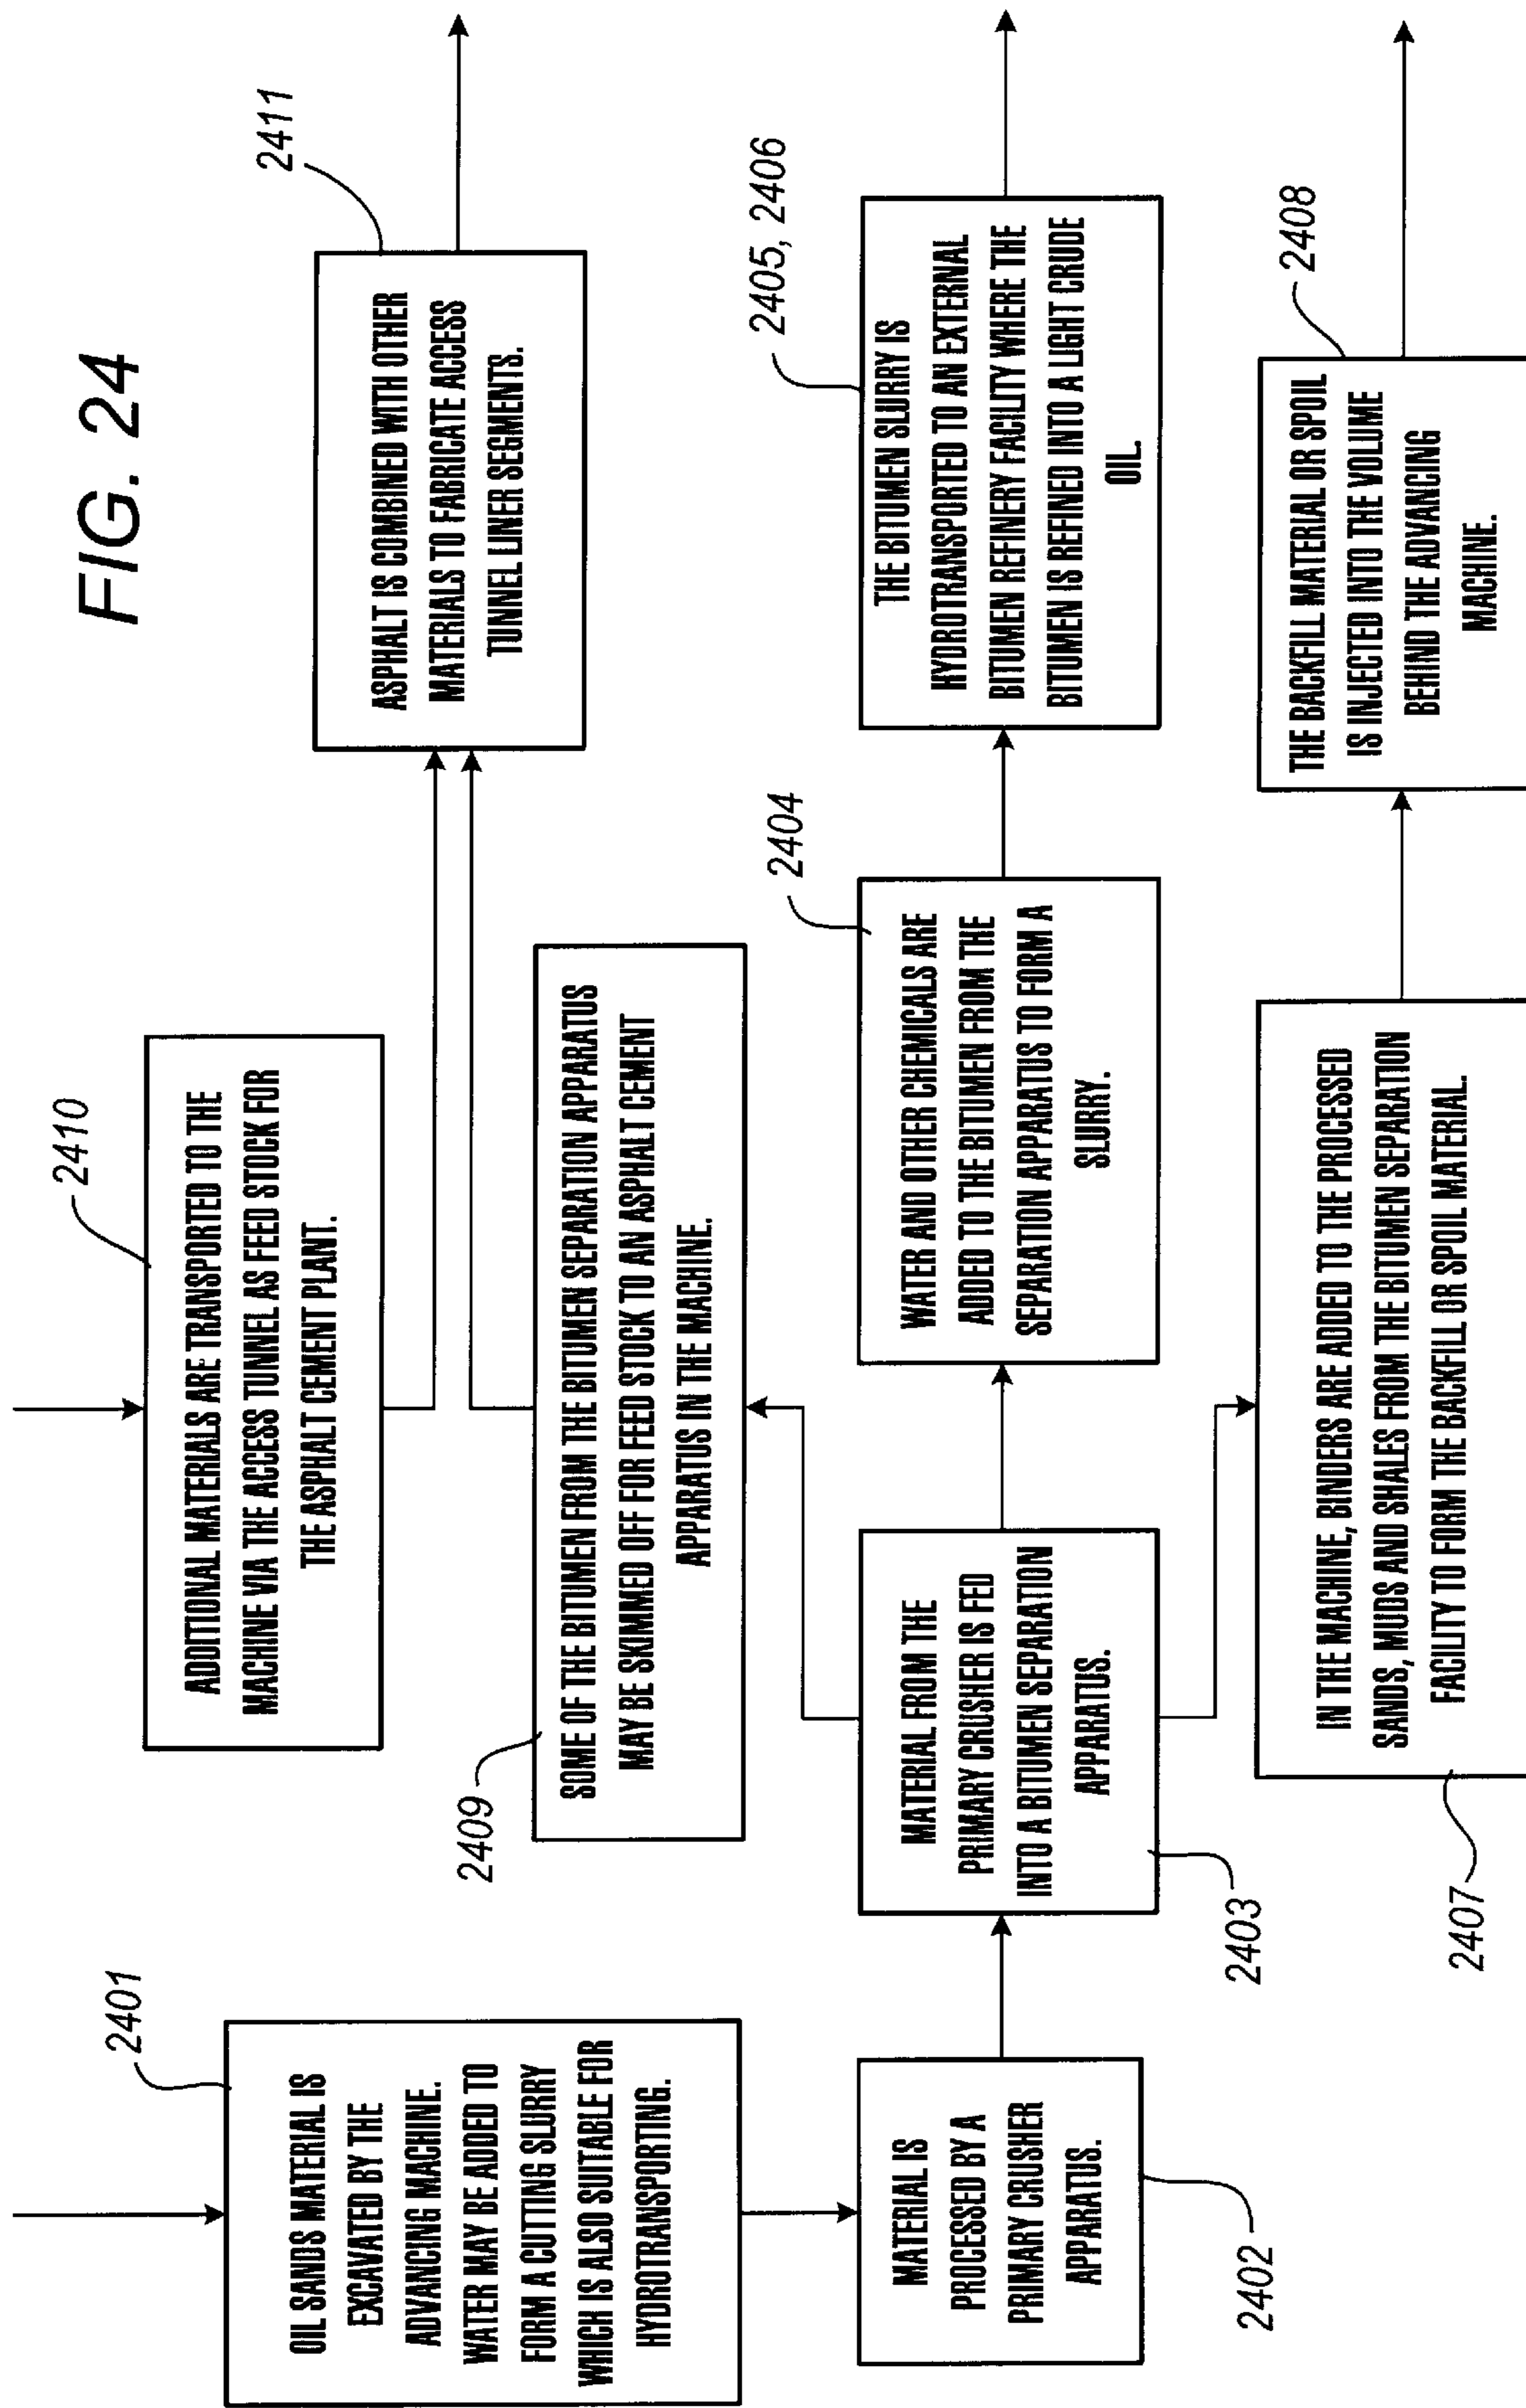 FIG. 24
2410
ADDITIONAL MATERIALS ARE TRANSPORTED TO THE
MACHINE VIA THE ACCESS TUNNEL AS FEED STOCK FOR
THE ASPHALT CEMENT PLANT.
2411
ASPHALT IS COMBINED WITH OTHER
MATERIALS TO FABRICATE ACCESS
TUNNEL LINER SEGMENTS.
2401
OIL SANDS MATERIAL IS
EXCAVATED BY THE
ADVANCING MACHINE.
WATER MAY BE ADDED TO
FORM A CUTTING SLURRY
WHICH IS ALSO SUITABLE FOR
HYDROTRANSPORTING.
2409
SOME OF THE BITUMEN FROM THE BITUMEN SEPARATION APPARATUS
MAY BE SKIMMED OFF FOR FEED STOCK TO AN ASPHALT CEMENT
APPARATUS IN THE MACHINE.
MATERIAL IS
PROCESSED BY A
PRIMARY CRUSHER
APPARATUS.
2402
MATERIAL FROM THE
PRIMARY CRUSHER IS FED
INTO A BITUMEN SEPARATION
APPARATUS.
2403
2404
WATER AND OTHER CHEMICALS ARE
ADDED TO THE BITUMEN FROM THE
SEPARATION APPARATUS TO FORM A
SLURRY.
2405, 2406
THE BITUMEN SLURRY IS
HYDROTRANSPORTED TO AN EXTERNAL
BITUMEN REFINERY FACILITY WHERE THE
BITUMEN IS REFINED INTO A LIGHT CRUDE
OIL.
IN THE MACHINE, BINDERS ARE ADDED TO THE PROCESSED
SANDS, MUDS AND SHALES FROM THE BITUMEN SEPARATION
FACILITY TO FORM THE BACKFILL OR SPOIL MATERIAL.
2407
2408
THE BACKFILL MATERIAL OR SPOIL
IS INJECTED INTO THE VOLUME
BEHIND THE ADVANCING
MACHINE.